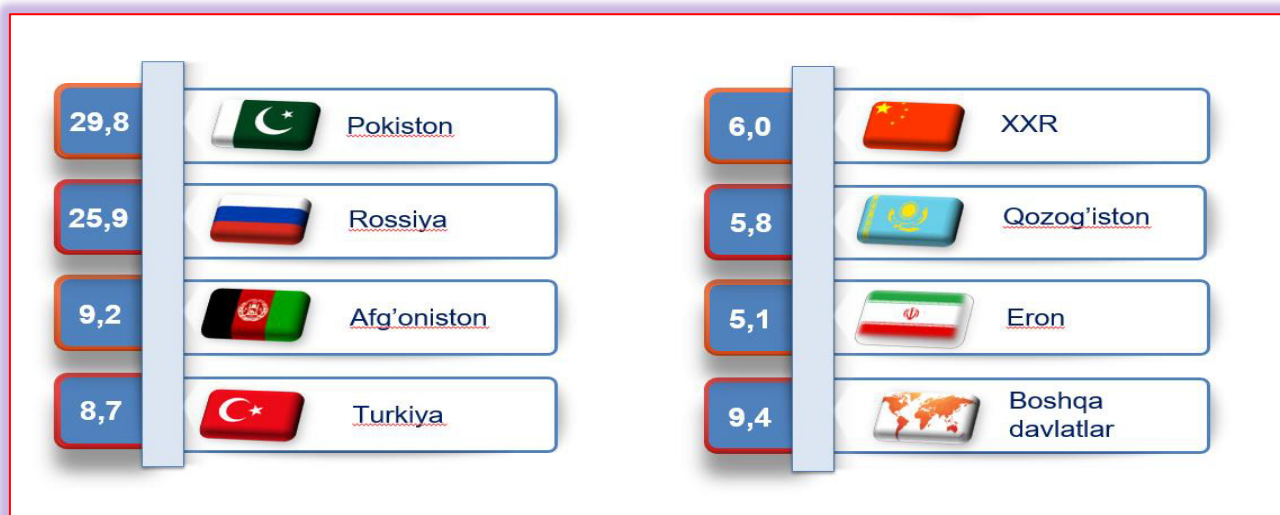 29,8 Pokiston
25,9 Rossiya
9,2 Afg’oniston
8,7 Turkiya
6,0 XXR
5,8 Qozog’iston
5,1 Eron
9,4 Boshqa
davlatlar